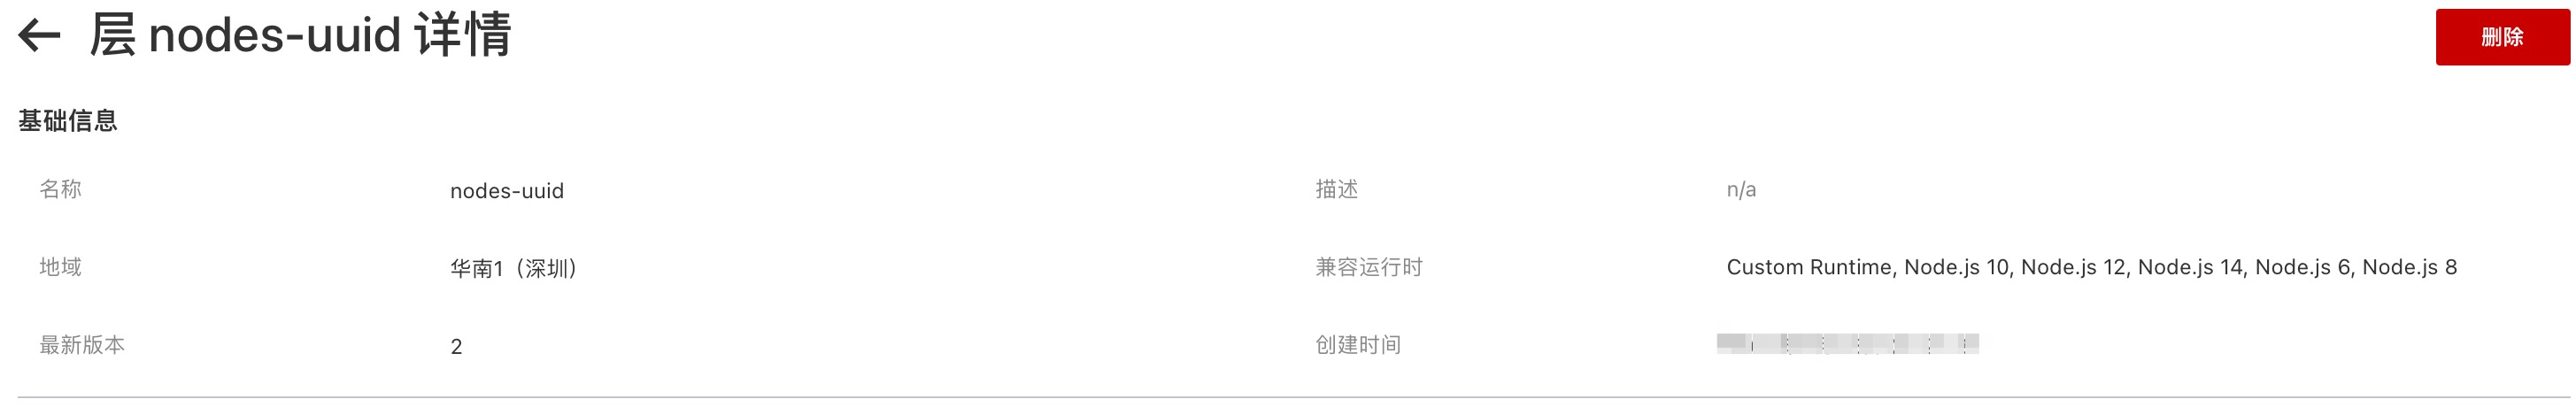 层 nodes-uuid 详情
删除
基础信息
名称 nodes-uuid 描述 n/a
地域 华南1（深圳） 兼容运行时 Custom Runtime, Node.js 10, Node.js 12, Node.js 14, Node.js 6, Node.js 8
最新版本 2 创建时间